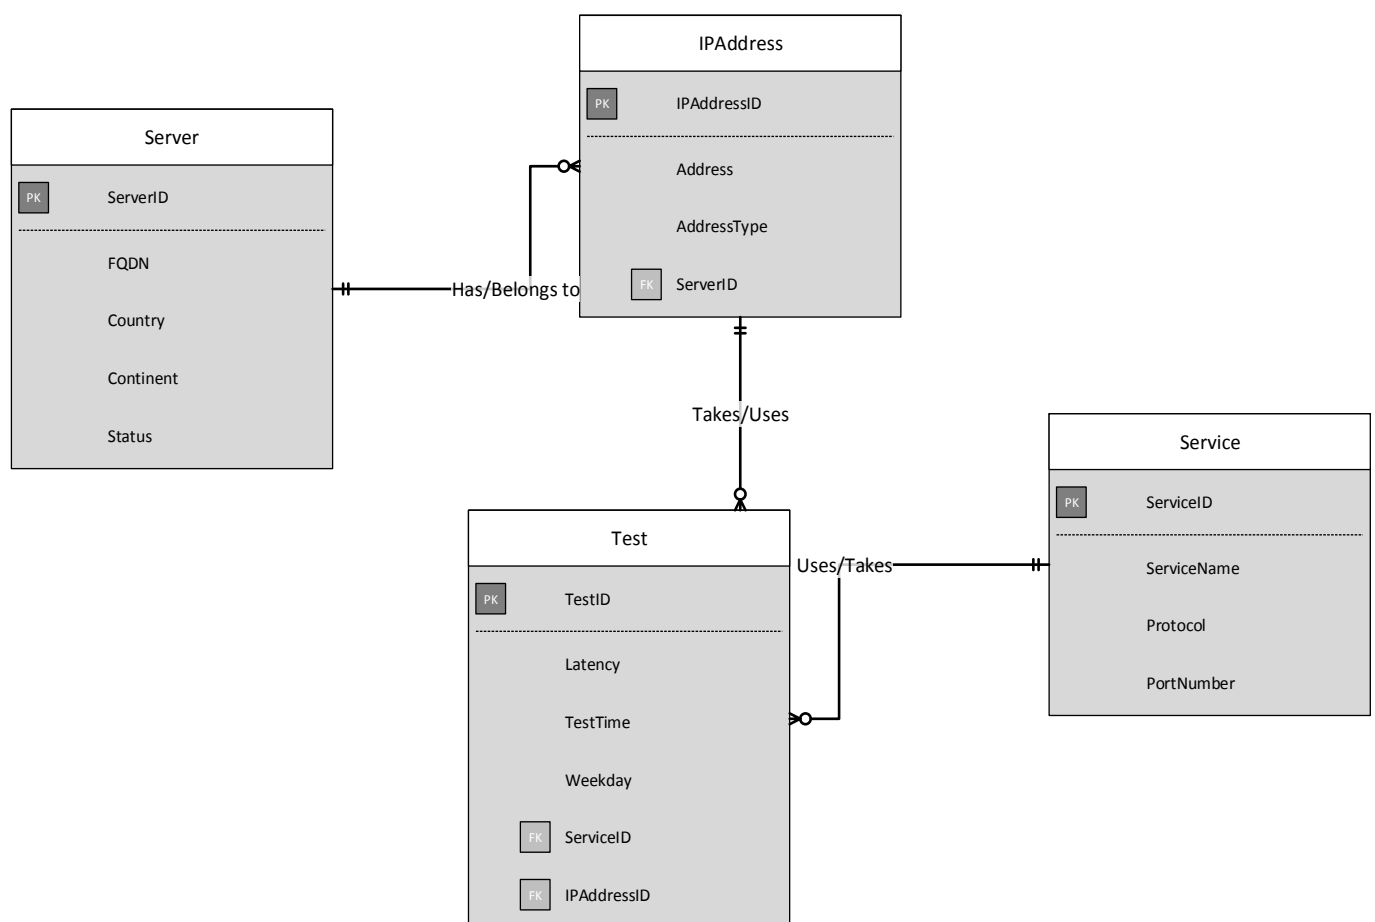 IPAddress
PK IPAddressID
Address
AddressType
FK ServerID
Server
PK ServerID
FQDN
Country
Continent
Status
Has/Belongs to
Takes/Uses
Service
PK ServiceID
ServiceName
Protocol
PortNumber
Uses/Takes
Test
PK TestID
Latency
TestTime
Weekday
FK ServiceID
FK IPAddressID